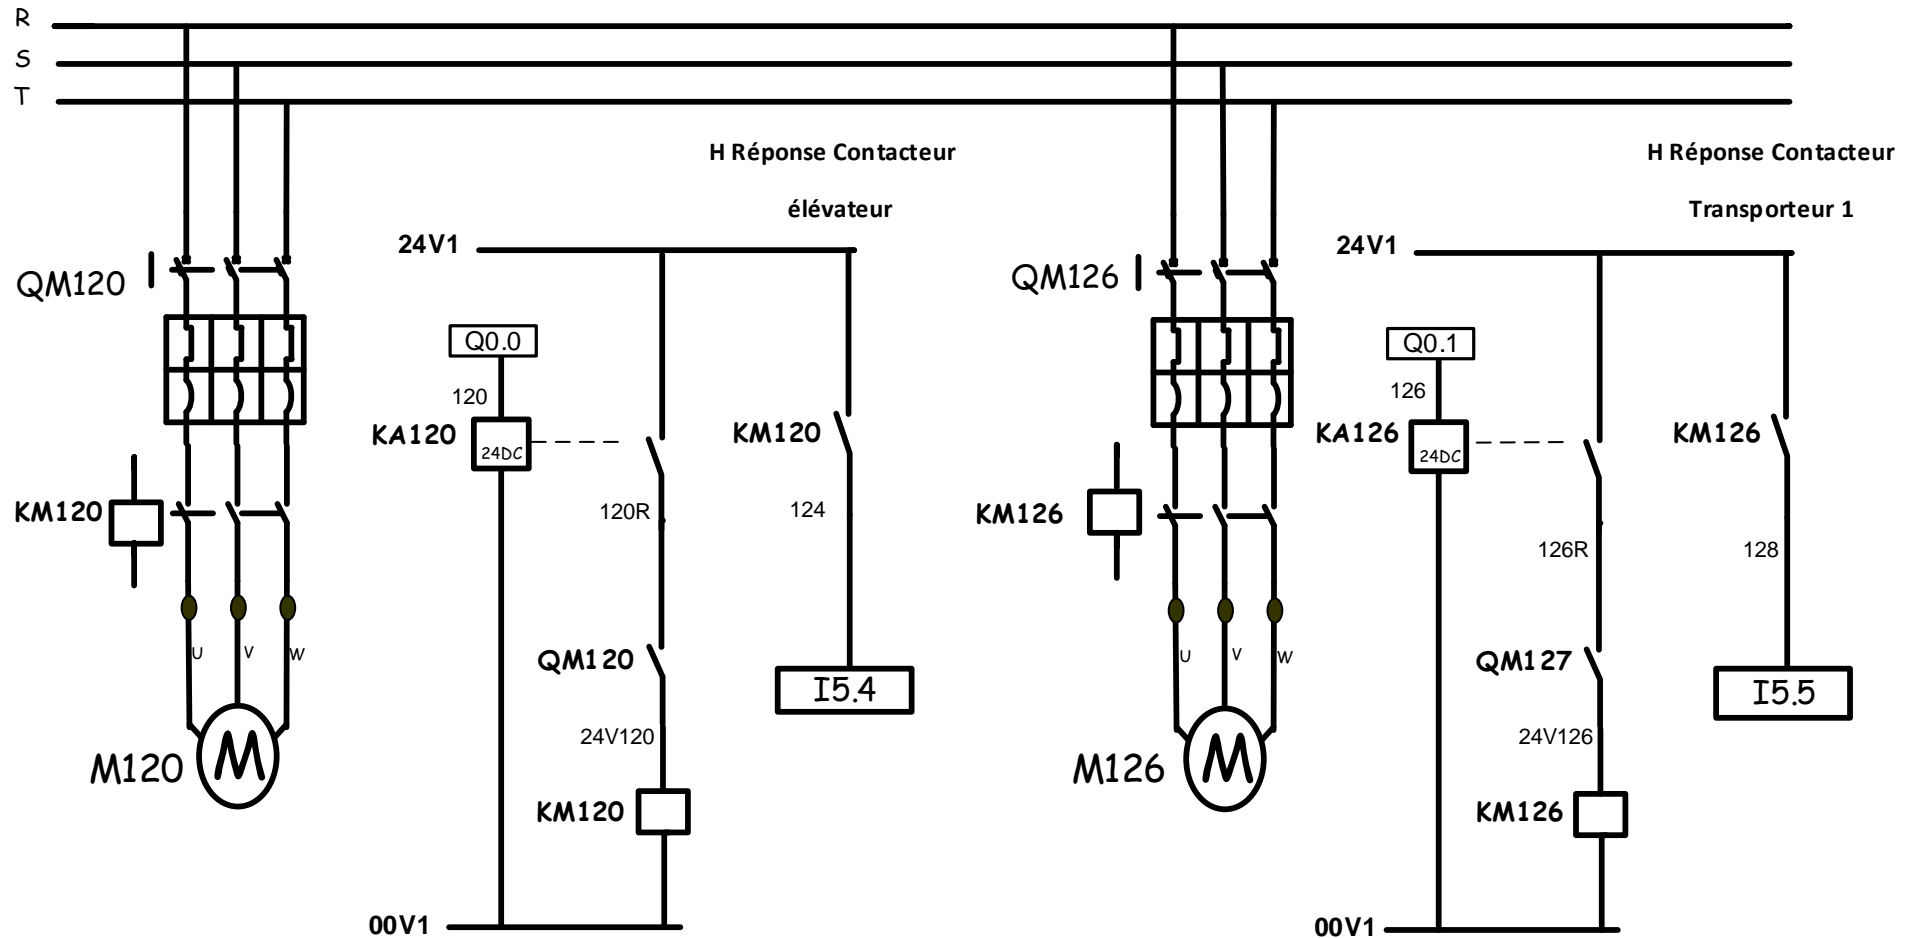 R
S
T
H Réponse Contacteur
élévateur
H Réponse Contacteur
Transporteur 1
24V1
24V1
QM120
QM126
Q0.0
Q0.1
120
126
KA120
24DC
KM120
KA126
24DC
KM126
KM120
120R
124
KM126
126R
128
U
V
W
QM120
U
V
W
QM127
I5.4
I5.5
24V120
24V126
M120
M
M126
M
KM120
KM126
00V1
00V1